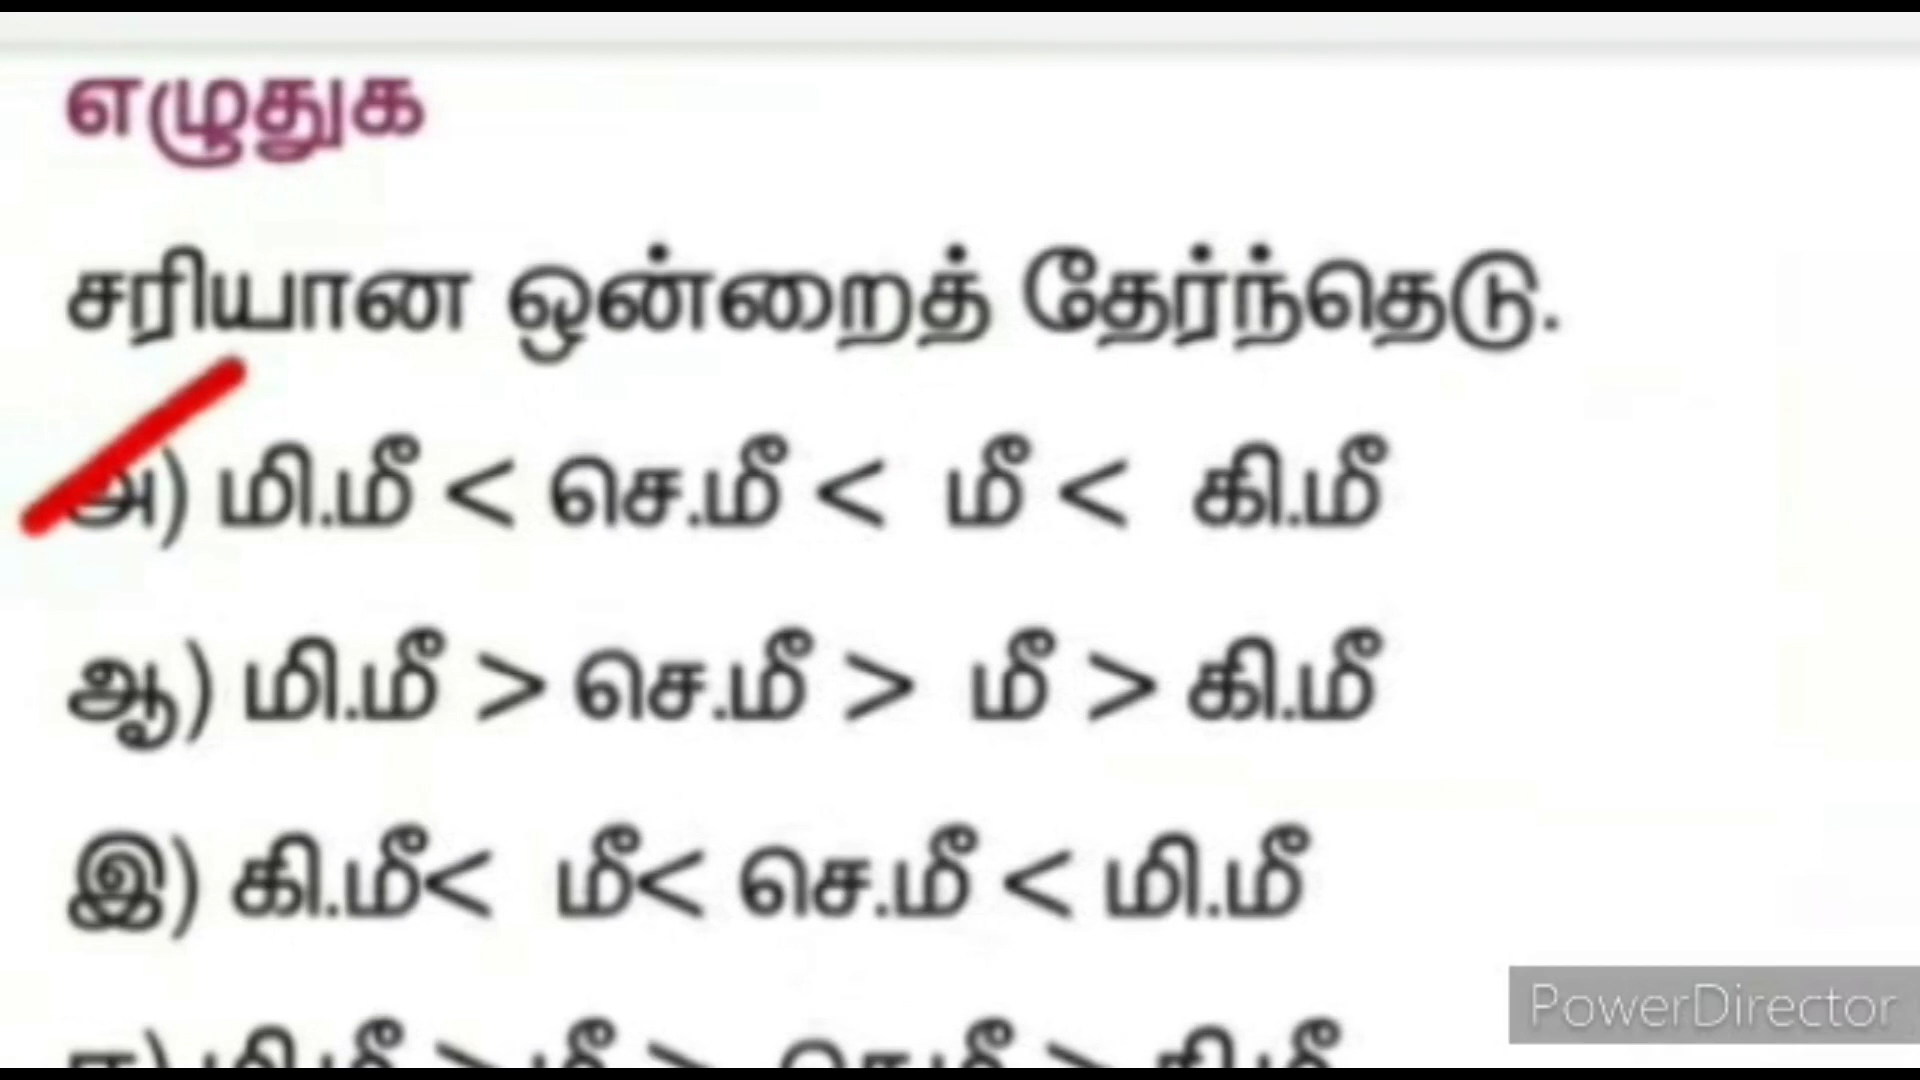 எழுதுக
சரியான ஒன்றைத் தேர்ந்தெடு.
அ) மி.மீ < செ.மீ < மீ < கி.மீ
ஆ) மி.மீ > செ.மீ > மீ > கி.மீ
இ) கி.மீ< மீ< செ.மீ < மி.மீ
PowerDirector